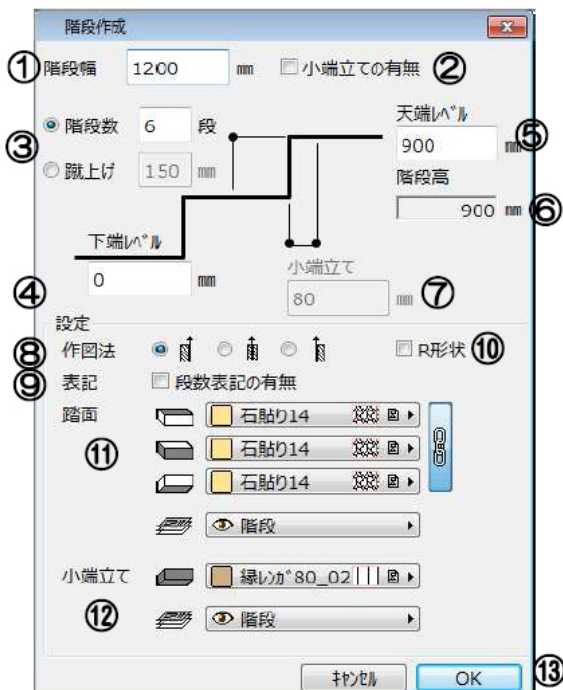 階段作成
① 階段幅 1200 mm 小端立ての有無 ②
天端ﾚﾍﾞﾙ
階段数 6 段
900 mm ⑤
③
蹴上げ 150 mm
階段高
900 mm ⑥
下端ﾚﾍﾞﾙ
小端立て
④ 0 mm
80 mm ⑦
設定
⑧ 作図法 R形状 ⑩
⑨ 表記 段数表記の有無
踏面 石貼り14
⑪ 石貼り14
石貼り14
階段
小端立て 縁ﾚﾝｶﾞ80_02
⑫ 階段
ｷｬﾝｾﾙ OK ⑬